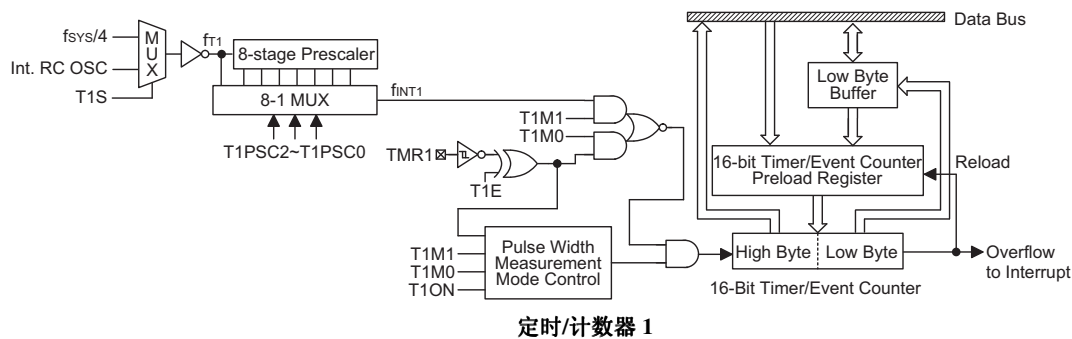 Data Bus
fSYS/4
MUX
fT1
8-stage Prescaler
Int. RC OSC
Low Byte
Buffer
T1S
8-1 MUX
fINT1
T1M1
T1M0
T1PSC2~T1PSC0
TMR1
16-bit Timer/Event Counter
Preload Register
Reload
T1E
Pulse Width
Measurement
Mode Control
T1M1
T1M0
T1ON
High Byte
Low Byte
Overflow
to Interrupt
16-Bit Timer/Event Counter
定时/计数器 1